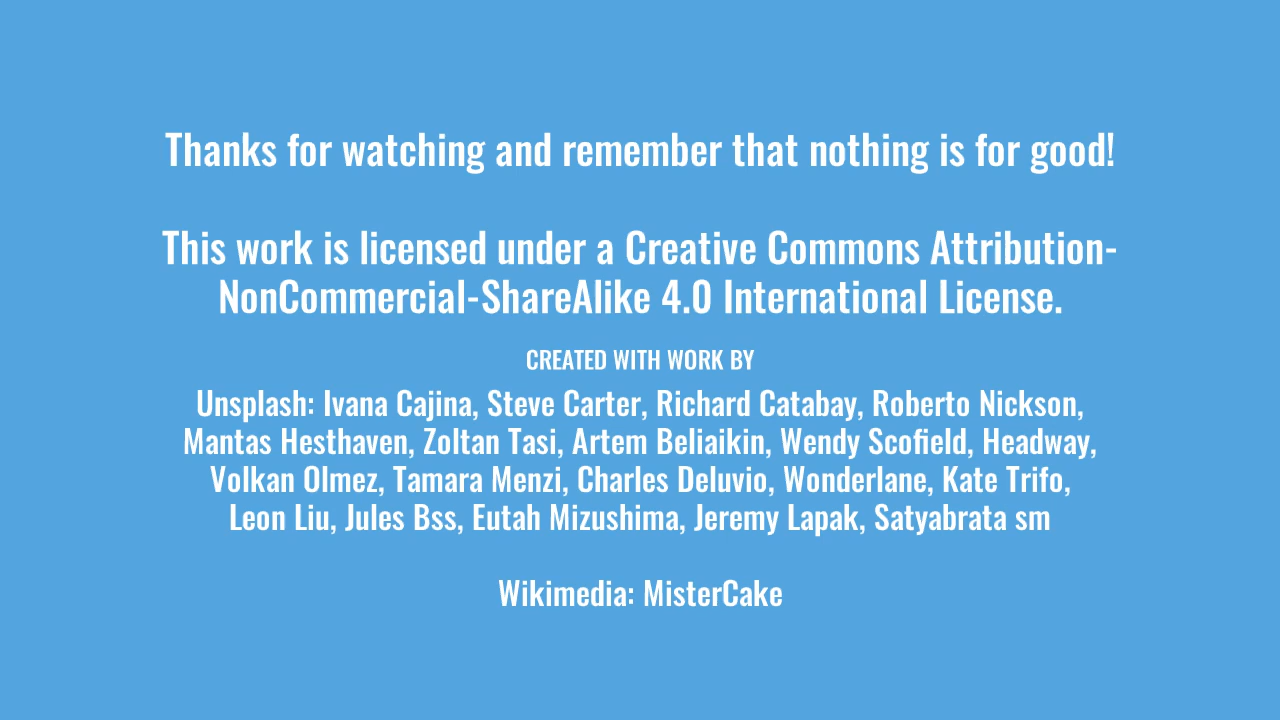 Thanks for watching and remember that nothing is for good!
This work is licensed under a Creative Commons Attribution-
NonCommercial-ShareAlike 4.0 International License.
CREATED WITH WORK BY
Unsplash: Ivana Cajina, Steve Carter, Richard Catabay, Roberto Nickson,
Mantas Hesthaven, Zoltan Tasi, Artem Beliaikin, Wendy Scofield, Headway,
Volkan Olmez, Tamara Menzi, Charles Deluvio, Wonderlane, Kate Trifo,
Leon Liu, Jules Bss, Eutah Mizushima, Jeremy Lapak, Satyabrata sm
Wikimedia: MisterCake